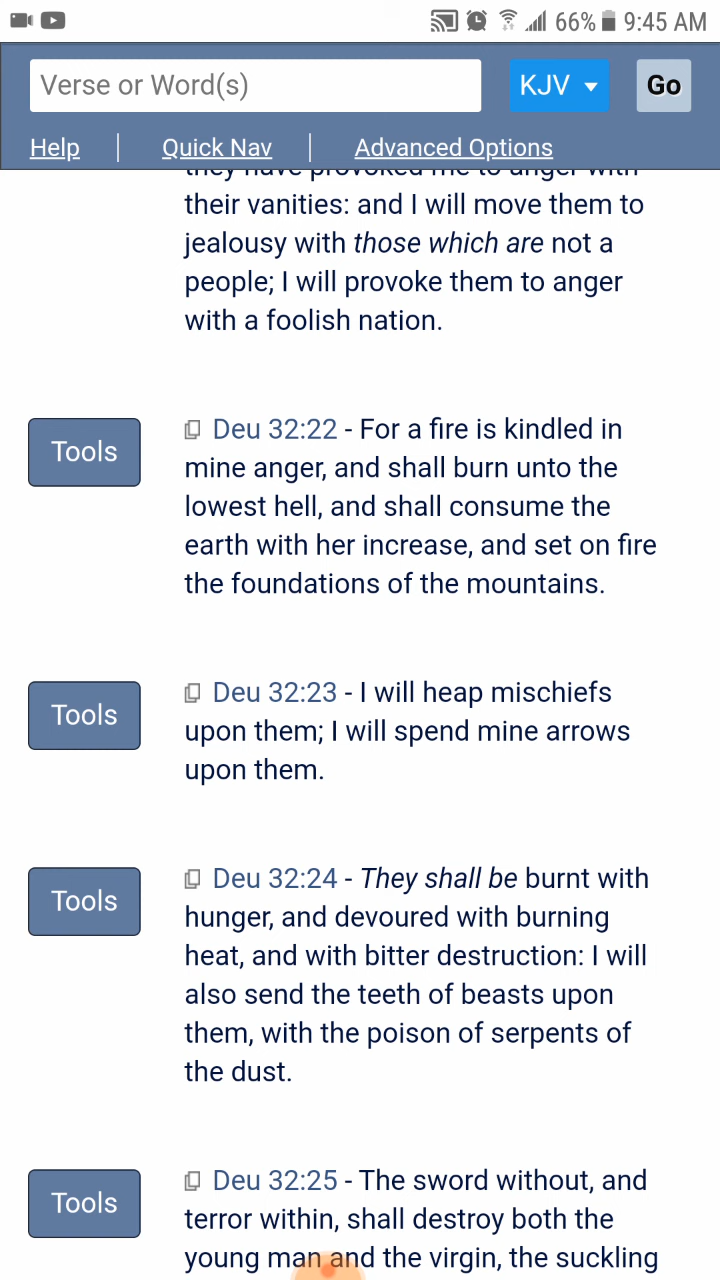 66% 9:45 AM
Verse or Word(s) KJV Go
Help Quick Nav Advanced Options
they have provoked me to anger with
their vanities: and I will move them to
jealousy with those which are not a
people; I will provoke them to anger
with a foolish nation.
Tools
Deu 32:22 - For a fire is kindled in
mine anger, and shall burn unto the
lowest hell, and shall consume the
earth with her increase, and set on fire
the foundations of the mountains.
Tools
Deu 32:23 - I will heap mischiefs
upon them; I will spend mine arrows
upon them.
Tools
Deu 32:24 - They shall be burnt with
hunger, and devoured with burning
heat, and with bitter destruction: I will
also send the teeth of beasts upon
them, with the poison of serpents of
the dust.
Tools
Deu 32:25 - The sword without, and
terror within, shall destroy both the
young man and the virgin, the suckling